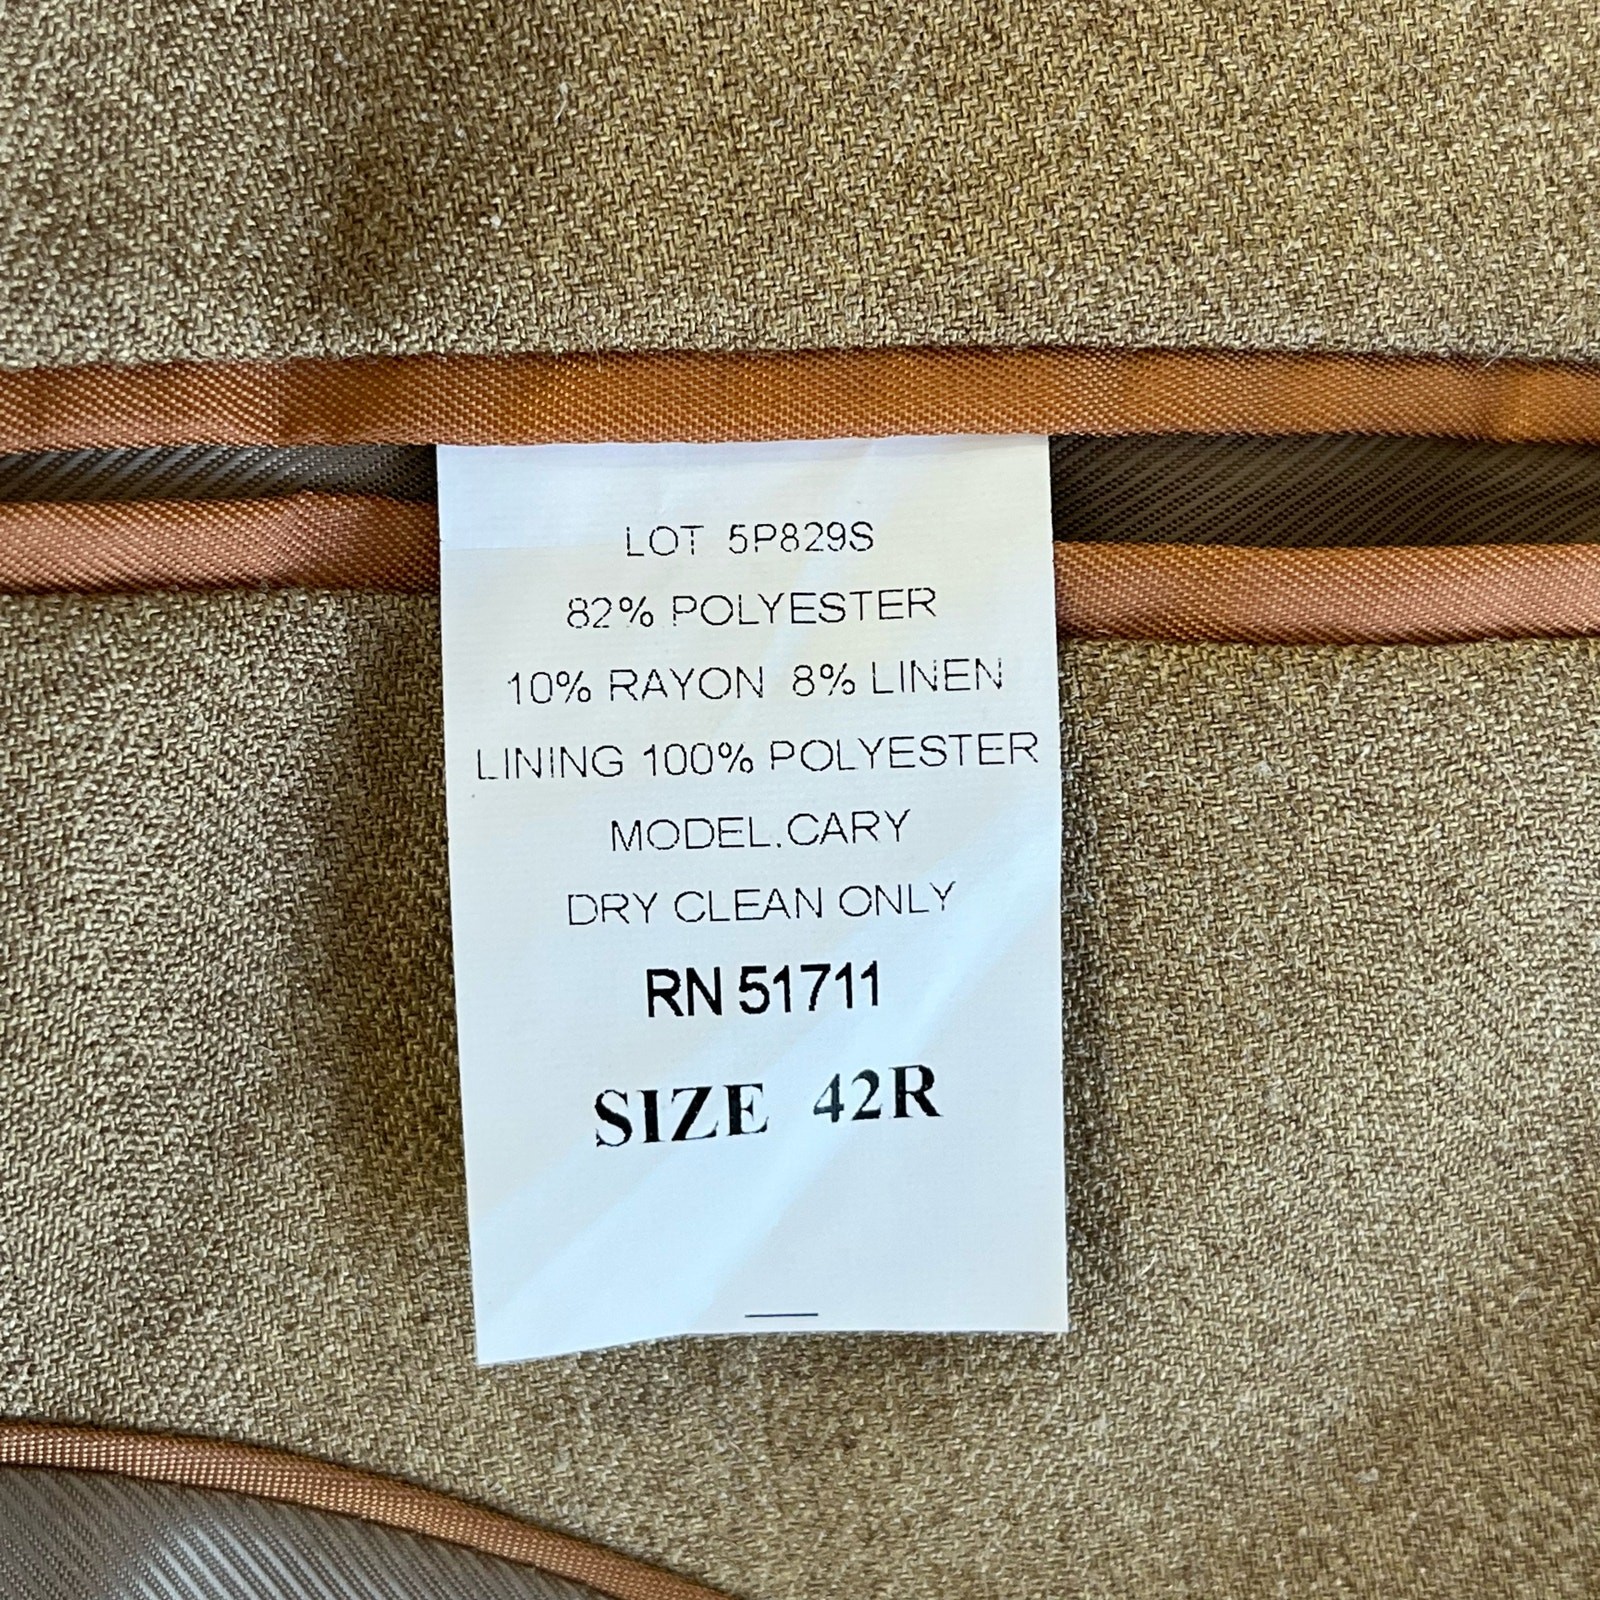 LOT 5P829S
82% POLYESTER
10% RAYON 8% LINEN
LINING 100% POLYESTER
MODEL.CARY
DRY CLEAN ONLY
RN 51711
SIZE 42R